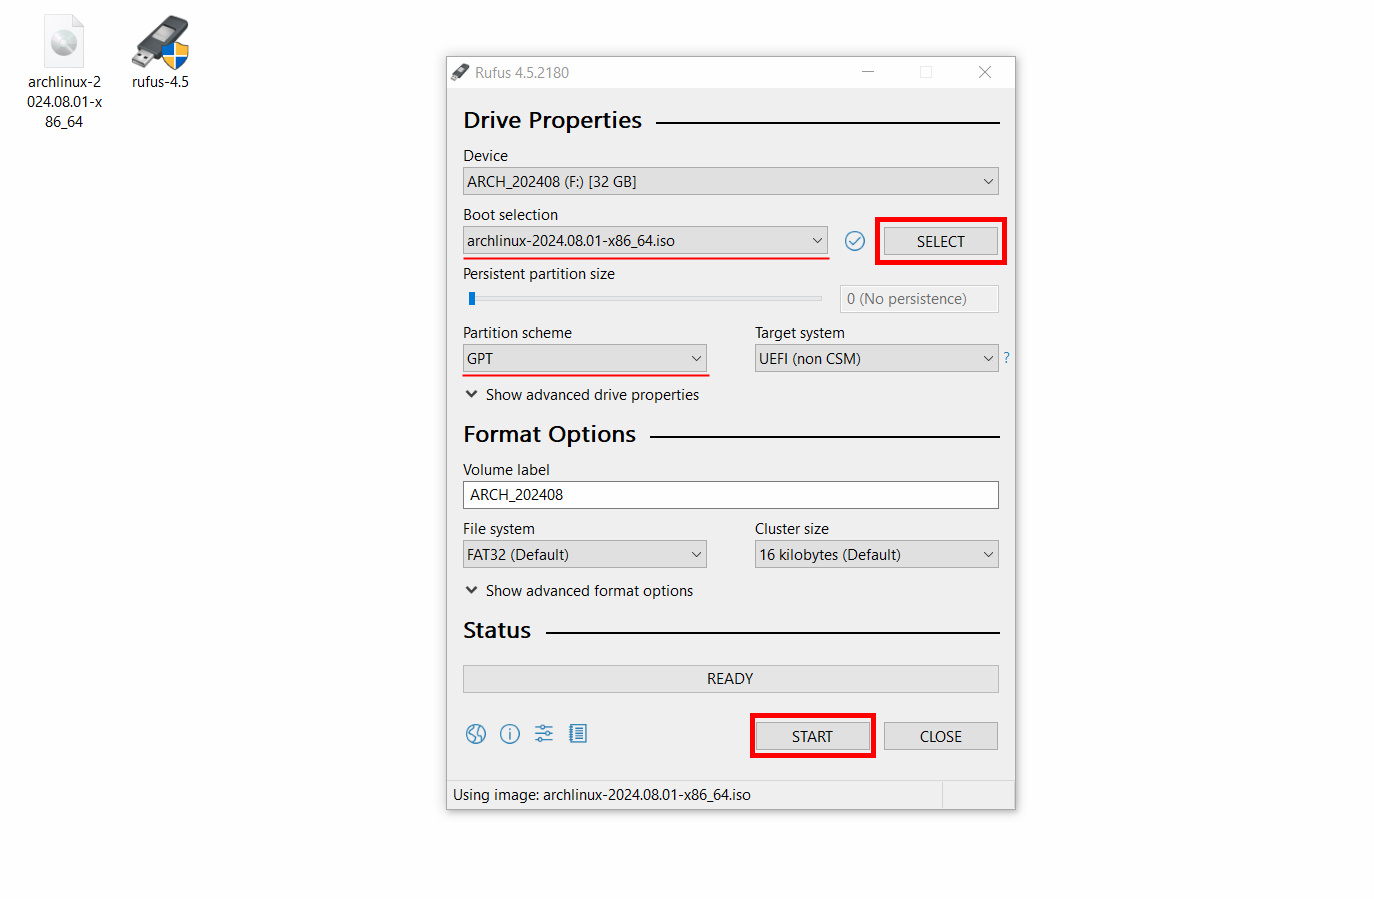 archlinux-2
024.08.01-x
86_64
rufus-4.5
Rufus 4.5.2180
Drive Properties
Device
ARCH_202408 (F:) [32 GB]
Boot selection
archlinux-2024.08.01-x86_64.iso
SELECT
Persistent partition size
0 (No persistence)
Partition scheme
Target system
GPT
UEFI (non CSM)
?
Show advanced drive properties
Format Options
Volume label
ARCH_202408
File system
Cluster size
FAT32 (Default)
16 kilobytes (Default)
Show advanced format options
Status
READY
START
CLOSE
Using image: archlinux-2024.08.01-x86_64.iso